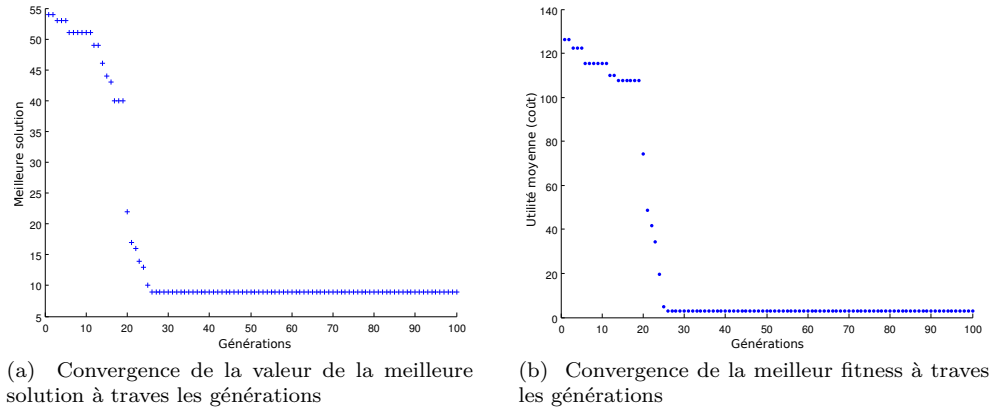 55
50
45
40
35
30
25
20
15
10
5
Meilleure solution
0 10 20 30 40 50 60 70 80 90 100
Générations
(a) Convergence de la valeur de la meilleure
solution à traves les générations
140
120
100
80
60
40
20
0
Utilité moyenne (coût)
0 10 20 30 40 50 60 70 80 90 100
Générations
(b) Convergence de la meilleur fitness à traves
les générations